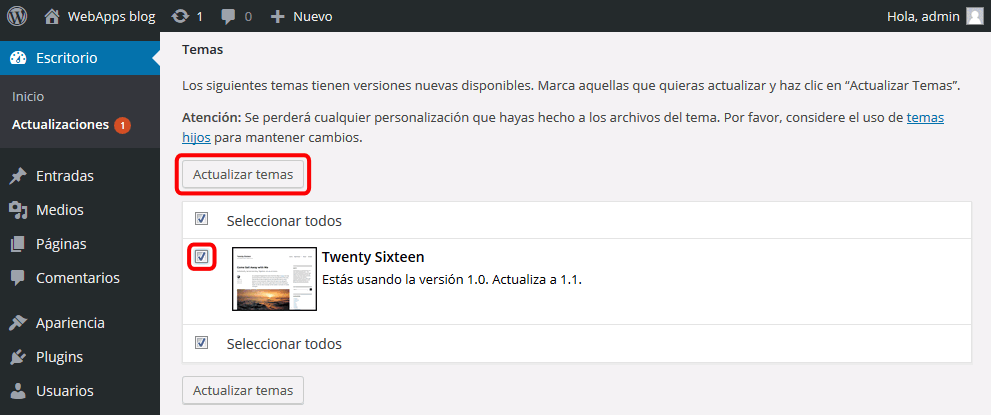 WebApps blog 1 0 + Nuevo Hola, admin
Escritorio
Inicio
Actualizaciones 1
Entradas
Medios
Páginas
Comentarios
Apariencia
Plugins
Usuarios
Temas
Los siguientes temas tienen versiones nuevas disponibles. Marca aquellas que quieras actualizar y haz clic en “Actualizar Temas”.
Atención: Se perderá cualquier personalización que hayas hecho a los archivos del tema. Por favor, considere el uso de temas
hijos para mantener cambios.
Actualizar temas
Seleccionar todos
Twenty Sixteen
Estás usando la versión 1.0. Actualiza a 1.1.
Seleccionar todos
Actualizar temas